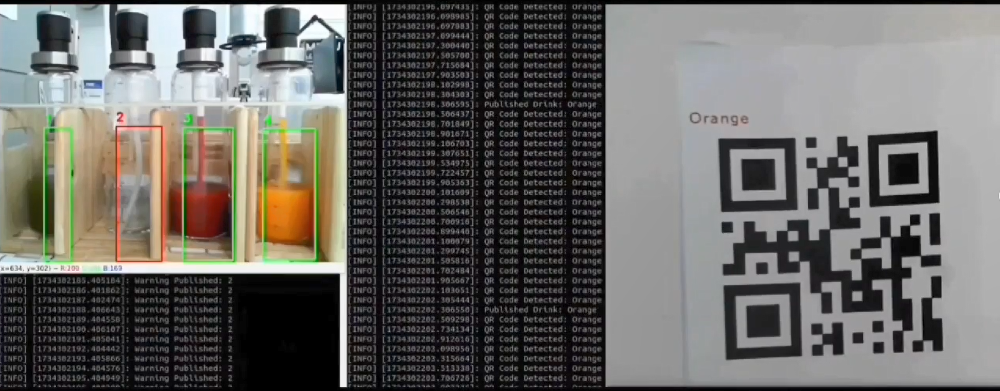 1 2 3 4
(x=634, y=302) ~ R:200 B:169
[INFO] [1734302185.405184]: Warning Published: 2
[INFO] [1734302186.401862]: Warning Published: 2
[INFO] [1734302187.402474]: Warning Published: 2
[INFO] [1734302188.406643]: Warning Published: 2
[INFO] [1734302189.404558]: Warning Published: 2
[INFO] [1734302190.406107]: Warning Published: 2
[INFO] [1734302191.405041]: Warning Published: 2
[INFO] [1734302192.404442]: Warning Published: 2
[INFO] [1734302193.405866]: Warning Published: 2
[INFO] [1734302194.404576]: Warning Published: 2
[INFO] [1734302195.404949]: Warning Published: 2
[INFO] [1734302196.097435]: QR Code Detected: Orange
[INFO] [1734302196.698985]: QR Code Detected: Orange
[INFO] [1734302196.697883]: QR Code Detected: Orange
[INFO] [1734302197.099444]: QR Code Detected: Orange
[INFO] [1734302197.300440]: QR Code Detected: Orange
[INFO] [1734302197.505700]: QR Code Detected: Orange
[INFO] [1734302197.715684]: QR Code Detected: Orange
[INFO] [1734302197.903503]: QR Code Detected: Orange
[INFO] [1734302198.102998]: QR Code Detected: Orange
[INFO] [1734302198.304303]: QR Code Detected: Orange
[INFO] [1734302198.306595]: Published Drink: Orange
[INFO] [1734302198.506437]: QR Code Detected: Orange
[INFO] [1734302198.701849]: QR Code Detected: Orange
[INFO] [1734302198.901671]: QR Code Detected: Orange
[INFO] [1734302199.106703]: QR Code Detected: Orange
[INFO] [1734302199.307651]: QR Code Detected: Orange
[INFO] [1734302199.534975]: QR Code Detected: Orange
[INFO] [1734302199.722457]: QR Code Detected: Orange
[INFO] [1734302199.905363]: QR Code Detected: Orange
[INFO] [1734302200.101609]: QR Code Detected: Orange
[INFO] [1734302200.298538]: QR Code Detected: Orange
[INFO] [1734302200.506546]: QR Code Detected: Orange
[INFO] [1734302200.700916]: QR Code Detected: Orange
[INFO] [1734302200.899440]: QR Code Detected: Orange
[INFO] [1734302201.100079]: QR Code Detected: Orange
[INFO] [1734302201.299745]: QR Code Detected: Orange
[INFO] [1734302201.505816]: QR Code Detected: Orange
[INFO] [1734302201.702484]: QR Code Detected: Orange
[INFO] [1734302201.905667]: QR Code Detected: Orange
[INFO] [1734302202.103651]: QR Code Detected: Orange
[INFO] [1734302202.305444]: QR Code Detected: Orange
[INFO] [1734302202.306550]: Published Drink: Orange
[INFO] [1734302202.509298]: QR Code Detected: Orange
[INFO] [1734302202.734134]: QR Code Detected: Orange
[INFO] [1734302202.912616]: QR Code Detected: Orange
[INFO] [1734302203.098956]: QR Code Detected: Orange
[INFO] [1734302203.315664]: QR Code Detected: Orange
[INFO] [1734302203.513338]: QR Code Detected: Orange
[INFO] [1734302203.706726]: QR Code Detected: Orange
Orange